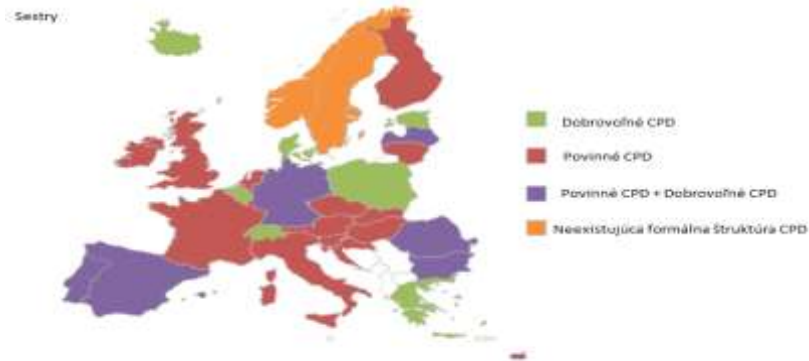 Sestry
Dobrovoľné CPD
Povinné CPD
Povinné CPD + Dobrovoľné CPD
Neexistujúca formálna štruktúra CPD